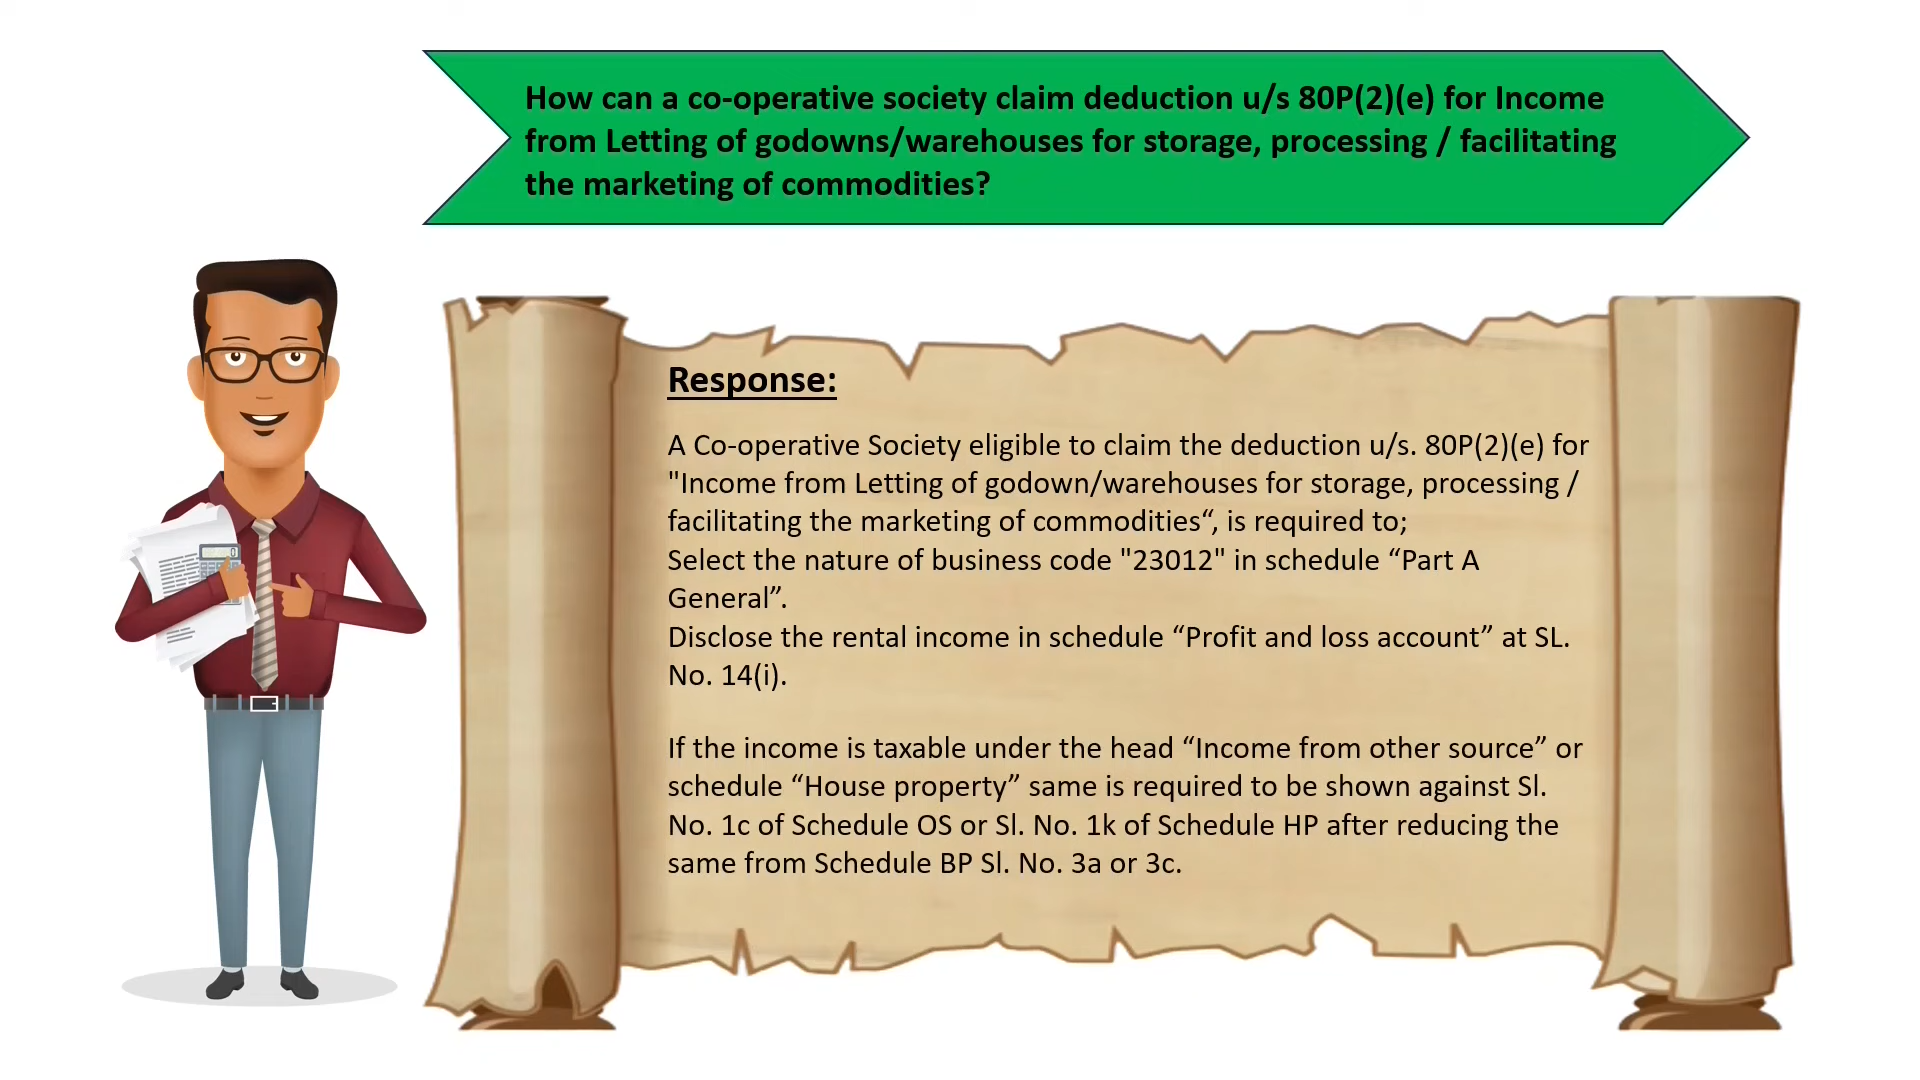 How can a co-operative society claim deduction u/s 80P(2)(e) for Income
from Letting of godowns/warehouses for storage, processing / facilitating
the marketing of commodities?
Response:
A Co-operative Society eligible to claim the deduction u/s. 80P(2)(e) for
"Income from Letting of godown/warehouses for storage, processing /
facilitating the marketing of commodities“, is required to;
Select the nature of business code "23012" in schedule “Part A
General”.
Disclose the rental income in schedule “Profit and loss account” at SL.
No. 14(i).
If the income is taxable under the head “Income from other source” or
schedule “House property” same is required to be shown against Sl.
No. 1c of Schedule OS or Sl. No. 1k of Schedule HP after reducing the
same from Schedule BP Sl. No. 3a or 3c.